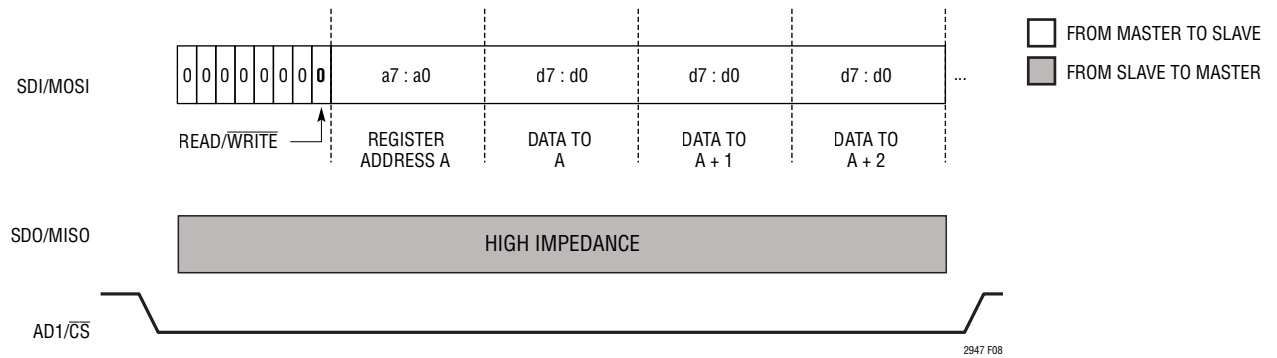 FROM MASTER TO SLAVE
FROM SLAVE TO MASTER
SDI/MOSI
0 0 0 0 0 0 0 0 a7 : a0 d7 : d0 d7 : d0 d7 : d0 ...
READ/WRITE
REGISTER ADDRESS A
DATA TO A
DATA TO A + 1
DATA TO A + 2
SDO/MISO
HIGH IMPEDANCE
AD1/CS
2947 F08